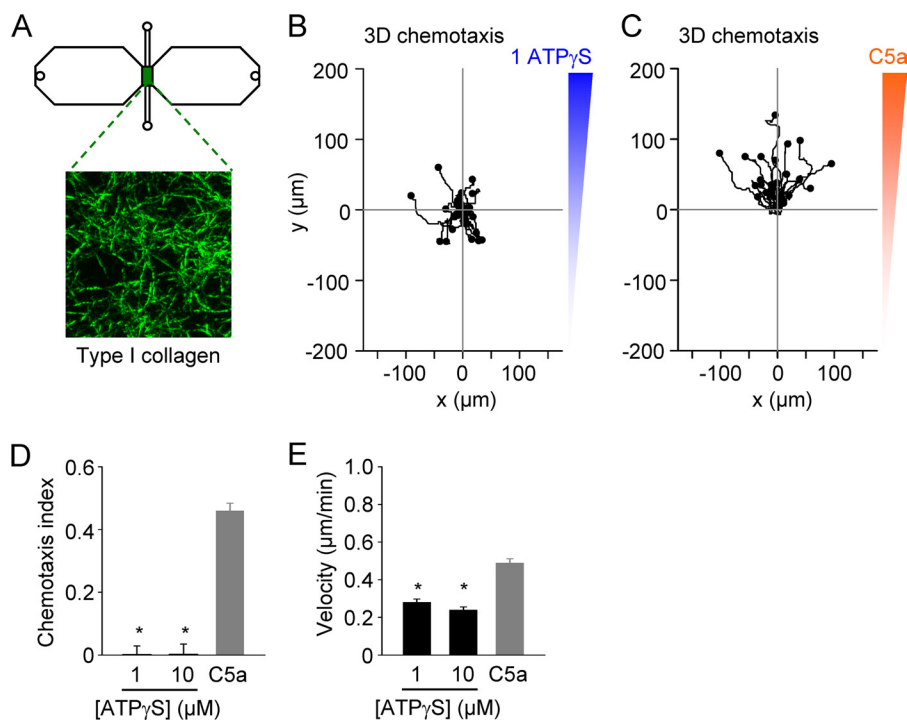 A
Type I collagen
B
3D chemotaxis
1 ATPγS
200
100
0
-100
-200
y (µm)
-100 0 100
x (µm)
C
3D chemotaxis
C5a
200
100
0
-100
-200
-100 0 100
x (µm)
D
Chemotaxis index
0.6
0.4
0.2
0
* *
1 10 C5a
[ATPγS] (µM)
E
Velocity (µm/min)
1.0
0.8
0.6
0.4
0.2
0
* *
1 10 C5a
[ATPγS] (µM)